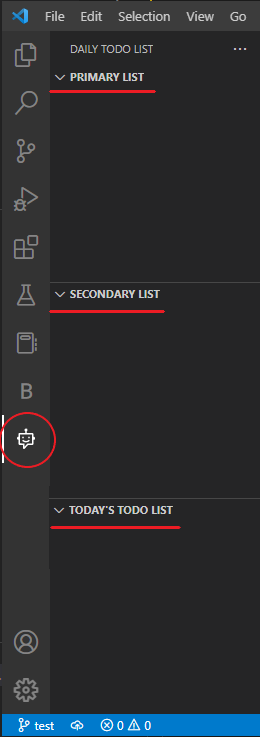 File Edit Selection View Go
DAILY TODO LIST
PRIMARY LIST
SECONDARY LIST
B
TODAY'S TODO LIST
test 0 0